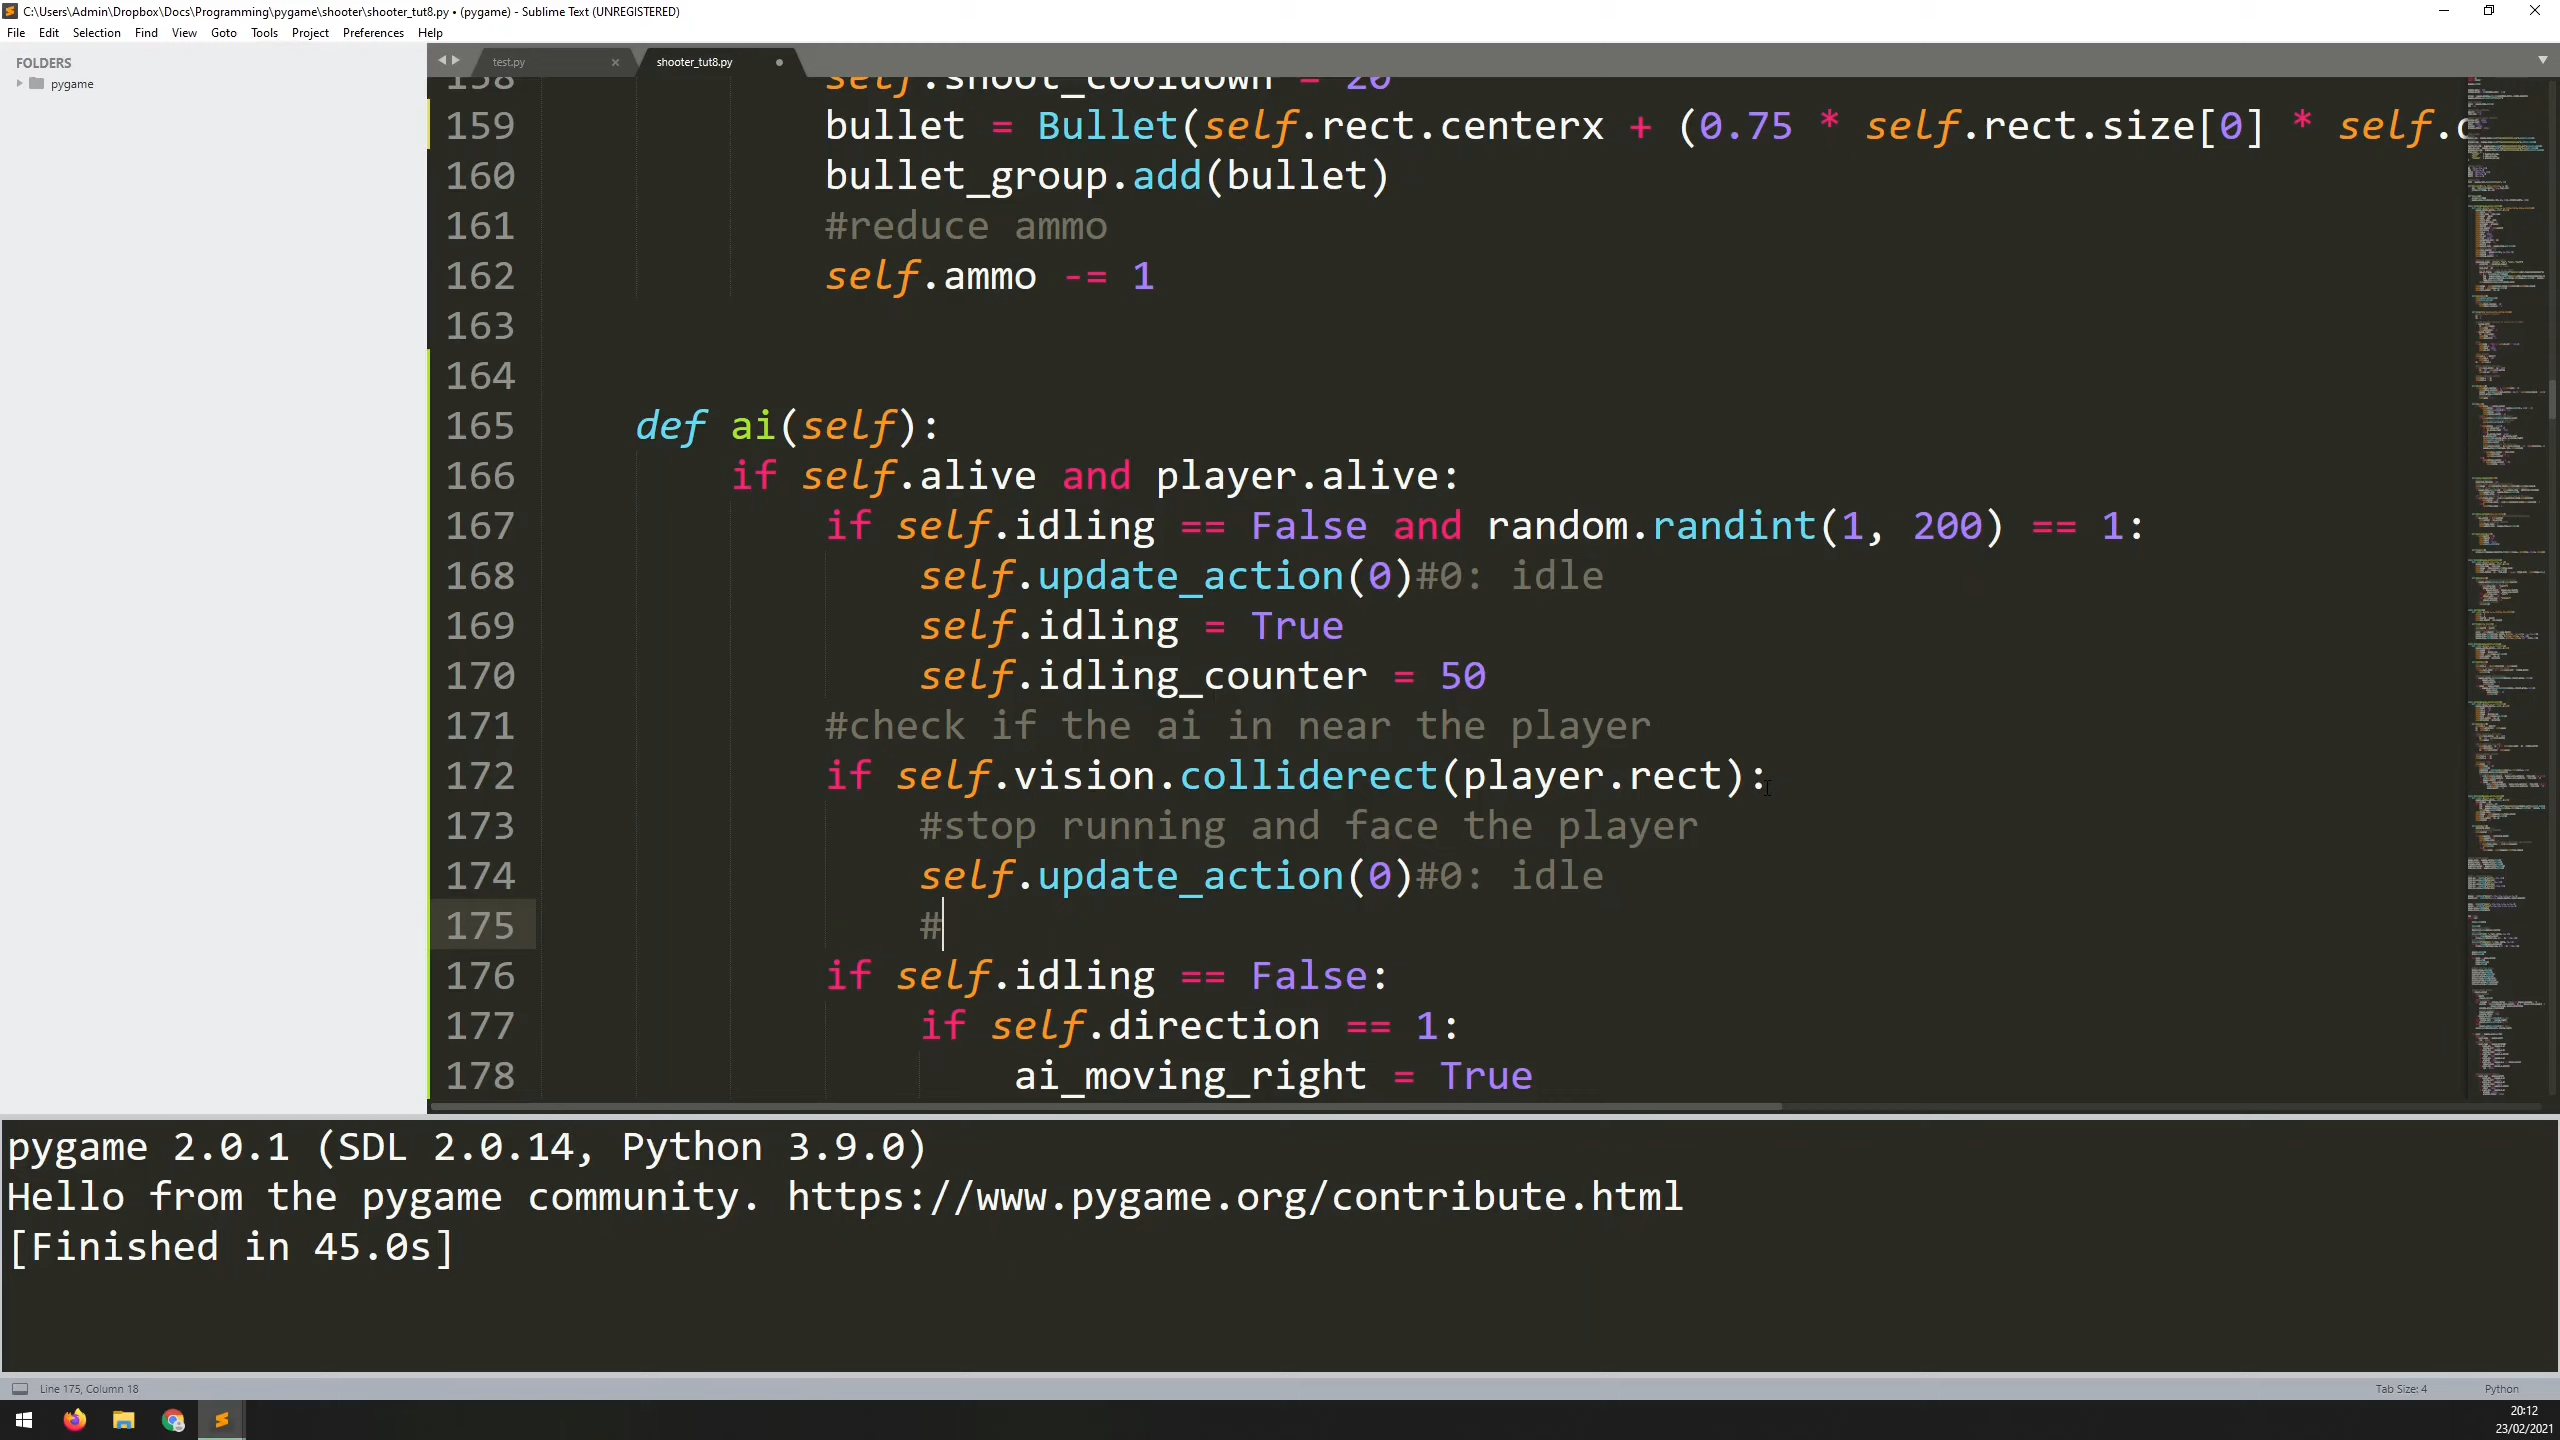 C:\Users\Admin\Dropbox\Docs\Programming\pygame\shooter\shooter_tut8.py • (pygame) - Sublime Text (UNREGISTERED)
File Edit Selection Find View Goto Tools Project Preferences Help
FOLDERS
pygame
test.py
shooter_tut8.py
158 self.shoot_cooldown = 20
159 bullet = Bullet(self.rect.centerx + (0.75 * self.rect.size[0] * self.
160 bullet_group.add(bullet)
161 #reduce ammo
162 self.ammo -= 1
163
164
165 def ai(self):
166 if self.alive and player.alive:
167 if self.idling == False and random.randint(1, 200) == 1:
168 self.update_action(0)#0: idle
169 self.idling = True
170 self.idling_counter = 50
171 #check if the ai in near the player
172 if self.vision.colliderect(player.rect):
173 #stop running and face the player
174 self.update_action(0)#0: idle
175 #
176 if self.idling == False:
177 if self.direction == 1:
178 ai_moving_right = True
pygame 2.0.1 (SDL 2.0.14, Python 3.9.0)
Hello from the pygame community. https://www.pygame.org/contribute.html
[Finished in 45.0s]
Line 175, Column 18
Tab Size: 4
Python
20:12
23/02/2021